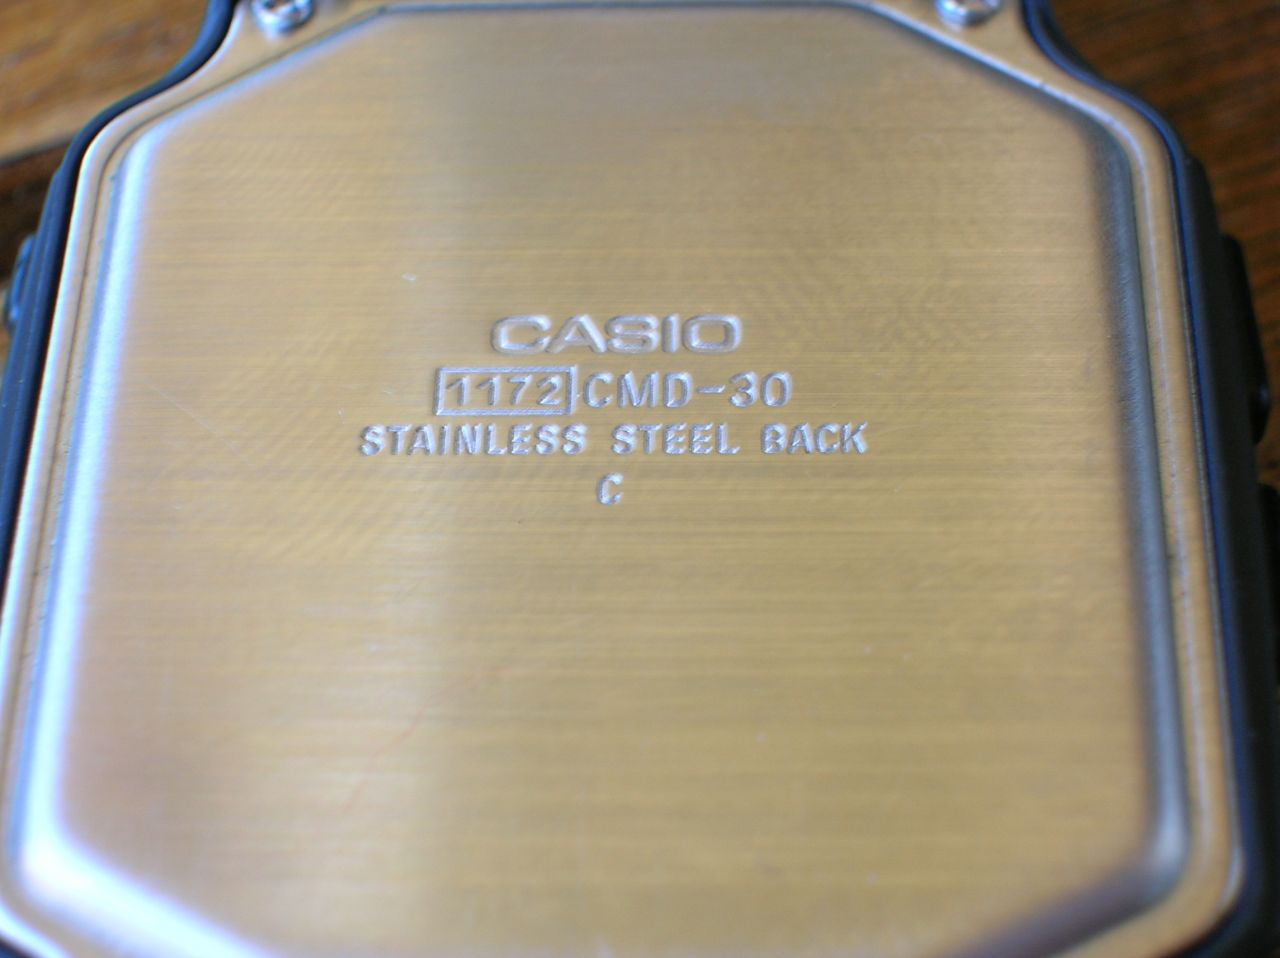 CASIO
1172 CMD-30
STAINLESS STEEL BACK
C